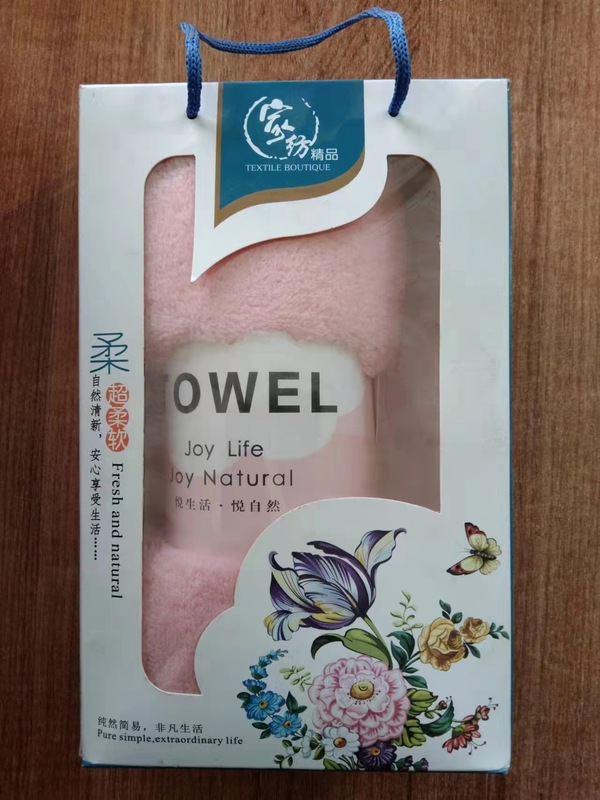 家纺精品
TEXTILE BOUTIQUE
柔
超柔软
自然清新，安心享受生活……
Fresh and natural
TOWEL
Joy Life
Joy Natural
悦生活·悦自然
纯然简易，非凡生活
Pure simple,extraordinary life